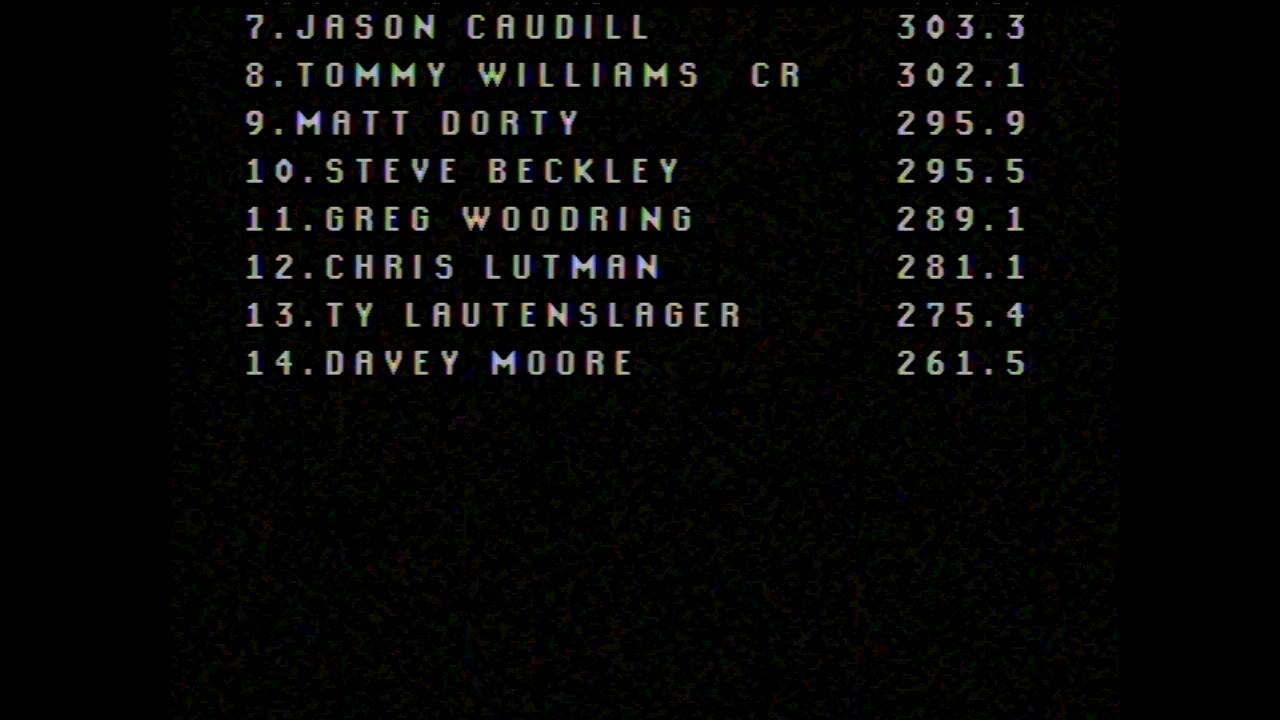 7.JASON CAUDILL 303.3
8.TOMMY WILLIAMS CR 302.1
9.MATT DORTY 295.9
10.STEVE BECKLEY 295.5
11.GREG WOODRING 289.1
12.CHRIS LUTMAN 281.1
13.TY LAUTENSLAGER 275.4
14.DAVEY MOORE 261.5